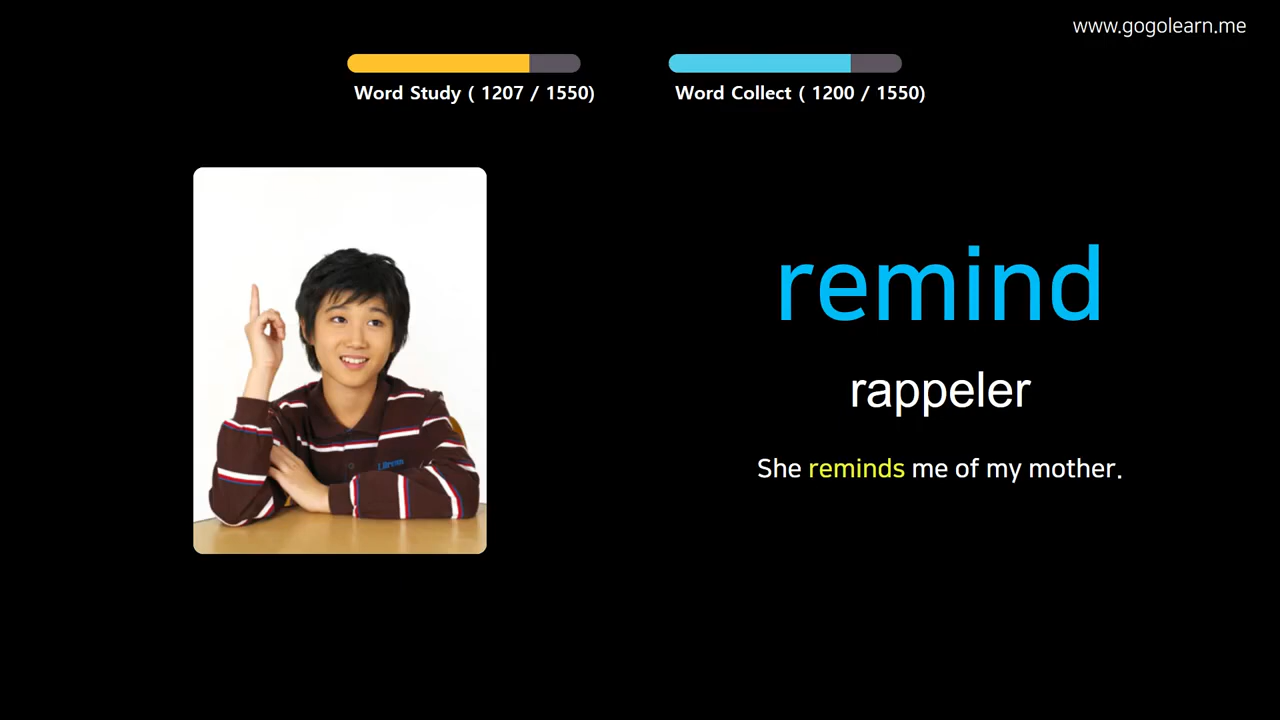 www.gogolearn.me
Word Study ( 1207 / 1550)
Word Collect ( 1200 / 1550)
remind
rappeler
She reminds me of my mother.